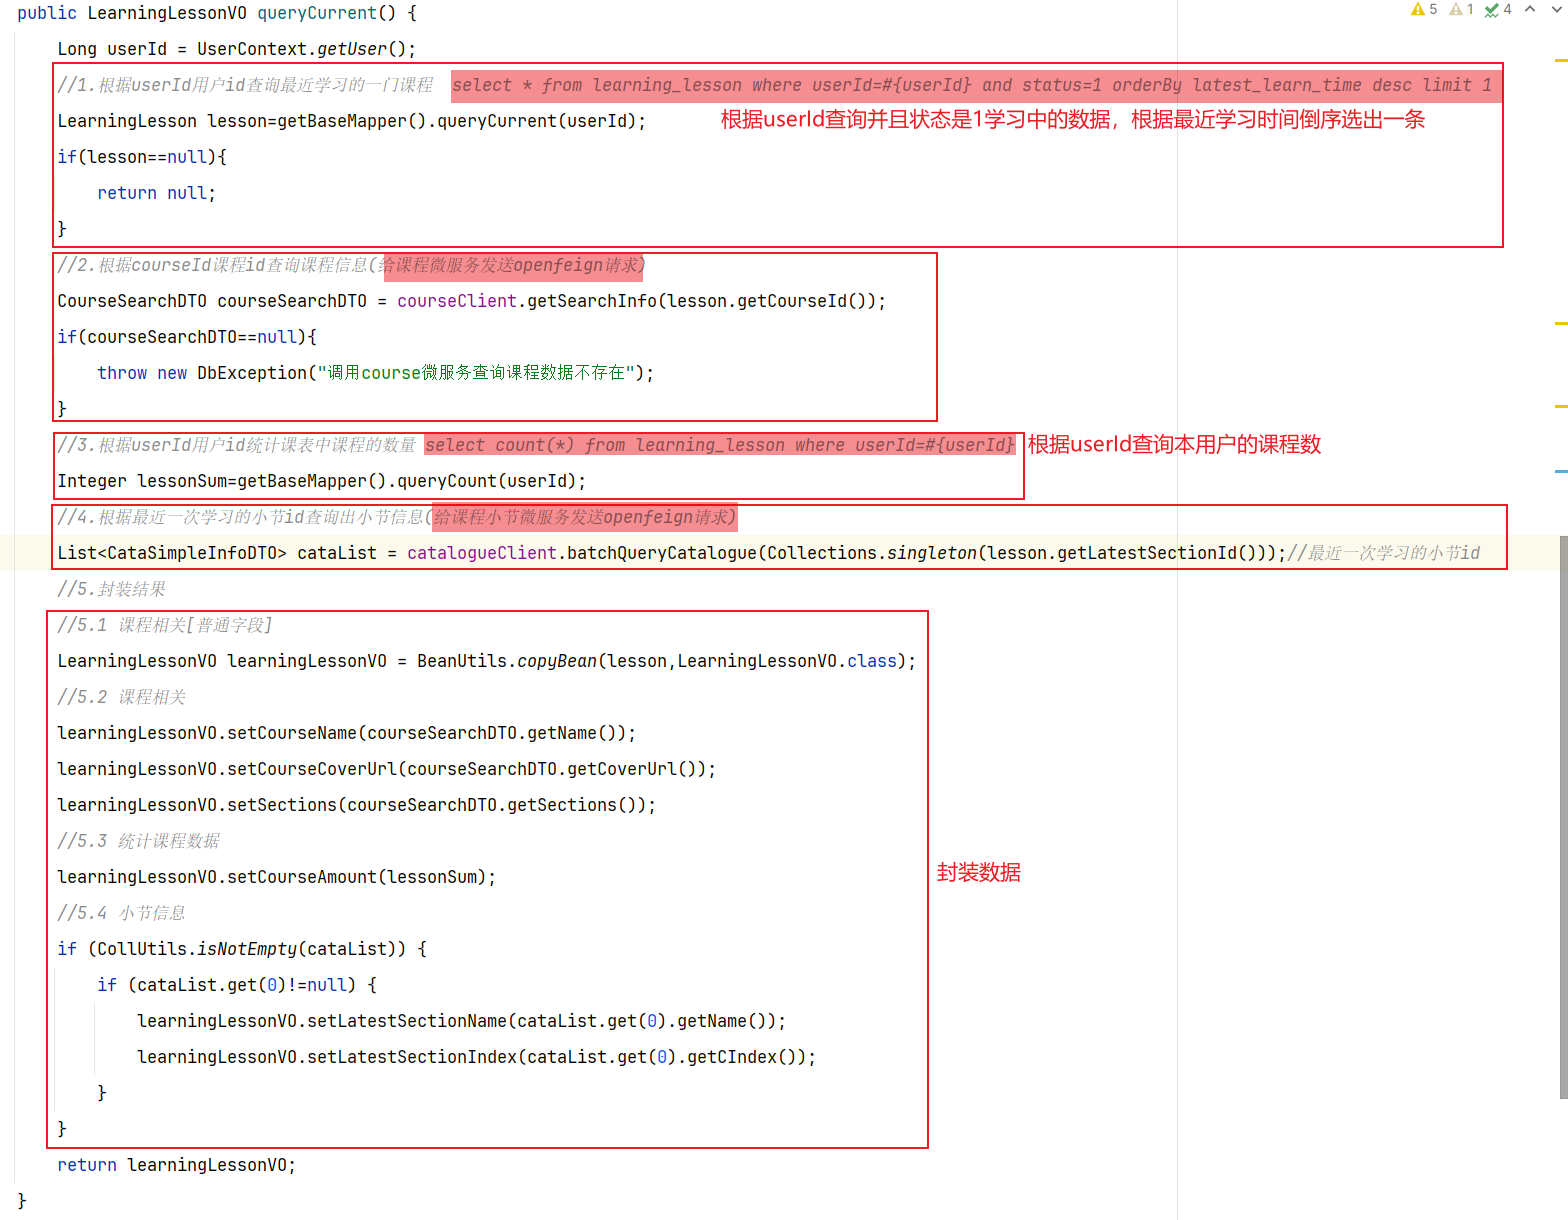 public LearningLessonVO queryCurrent() {
5 1 4
Long userId = UserContext.getUser();
//1.根据userId用户id查询最近学习的一门课程 select * from learning_lesson where userId=#{userId} and status=1 orderBy latest_learn_time desc limit 1
LearningLesson lesson=getBaseMapper().queryCurrent(userId);
根据userId查询并且状态是1学习中的数据，根据最近学习时间倒序选出一条
if(lesson==null){
return null;
}
//2.根据courseId课程id查询课程信息(给课程微服务发送openfeign请求)
CourseSearchDTO courseSearchDTO = courseClient.getSearchInfo(lesson.getCourseId());
if(courseSearchDTO==null){
throw new DbException("调用course微服务查询课程数据不存在");
}
//3.根据userId用户id统计课表中课程的数量 select count(*) from learning_lesson where userId=#{userId}
根据userId查询本用户的课程数
Integer lessonSum=getBaseMapper().queryCount(userId);
//4.根据最近一次学习的小节id查询出小节信息(给课程小节微服务发送openfeign请求)
List<CataSimpleInfoDTO> cataList = catalogueClient.batchQueryCatalogue(Collections.singleton(lesson.getLatestSectionId()));//最近一次学习的小节id
//5.封装结果
//5.1 课程相关[普通字段]
LearningLessonVO learningLessonVO = BeanUtils.copyBean(lesson,LearningLessonVO.class);
//5.2 课程相关
learningLessonVO.setCourseName(courseSearchDTO.getName());
learningLessonVO.setCourseCoverUrl(courseSearchDTO.getCoverUrl());
learningLessonVO.setSections(courseSearchDTO.getSections());
//5.3 统计课程数据
learningLessonVO.setCourseAmount(lessonSum);
封装数据
//5.4 小节信息
if (CollUtils.isNotEmpty(cataList)) {
if (cataList.get(0)!=null) {
learningLessonVO.setLatestSectionName(cataList.get(0).getName());
learningLessonVO.setLatestSectionIndex(cataList.get(0).getCIndex());
}
}
return learningLessonVO;
}